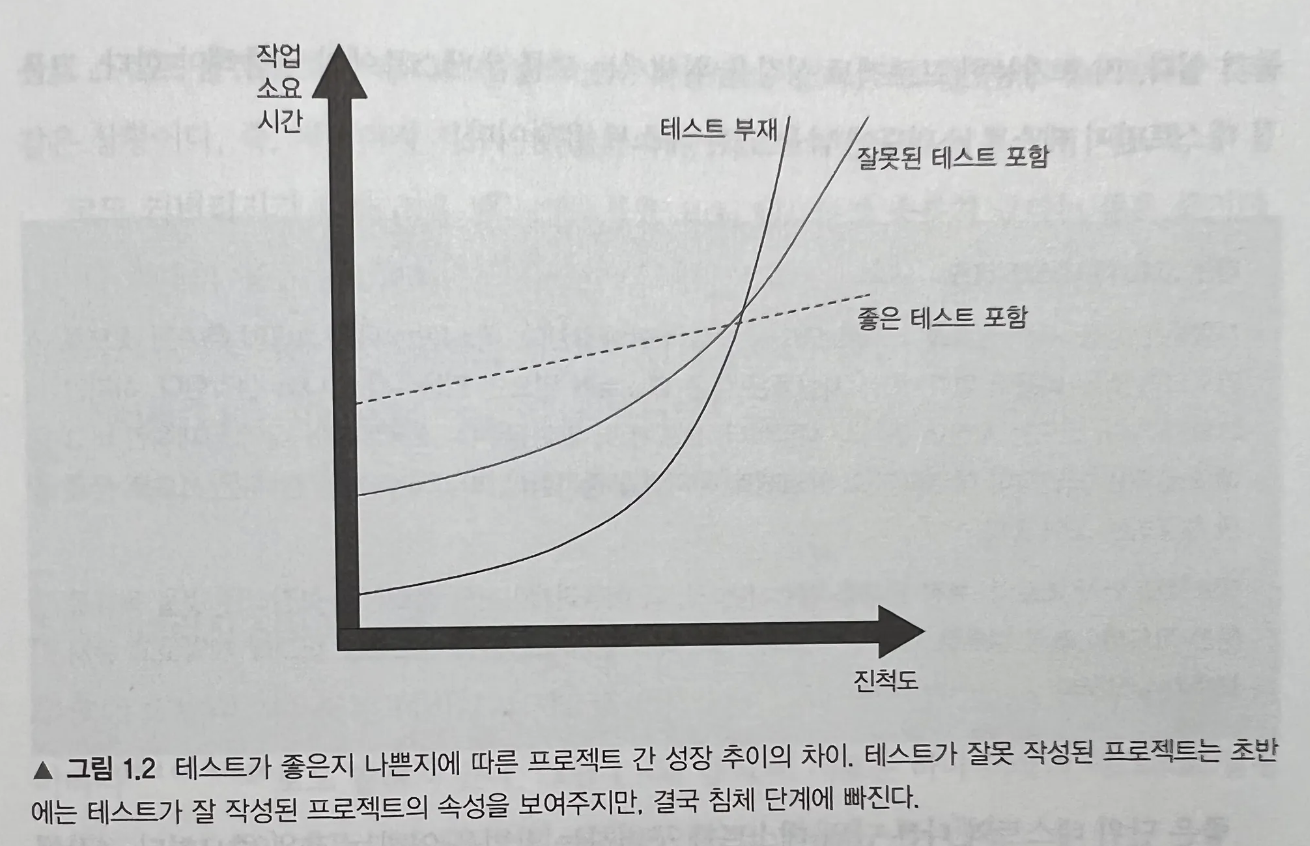 작업
소요
시간
테스트 부재
잘못된 테스트 포함
좋은 테스트 포함
진척도
▲ 그림 1.2 테스트가 좋은지 나쁜지에 따른 프로젝트 간 성장 추이의 차이. 테스트가 잘못 작성된 프로젝트는 초반
에는 테스트가 잘 작성된 프로젝트의 속성을 보여주지만, 결국 침체 단계에 빠진다.